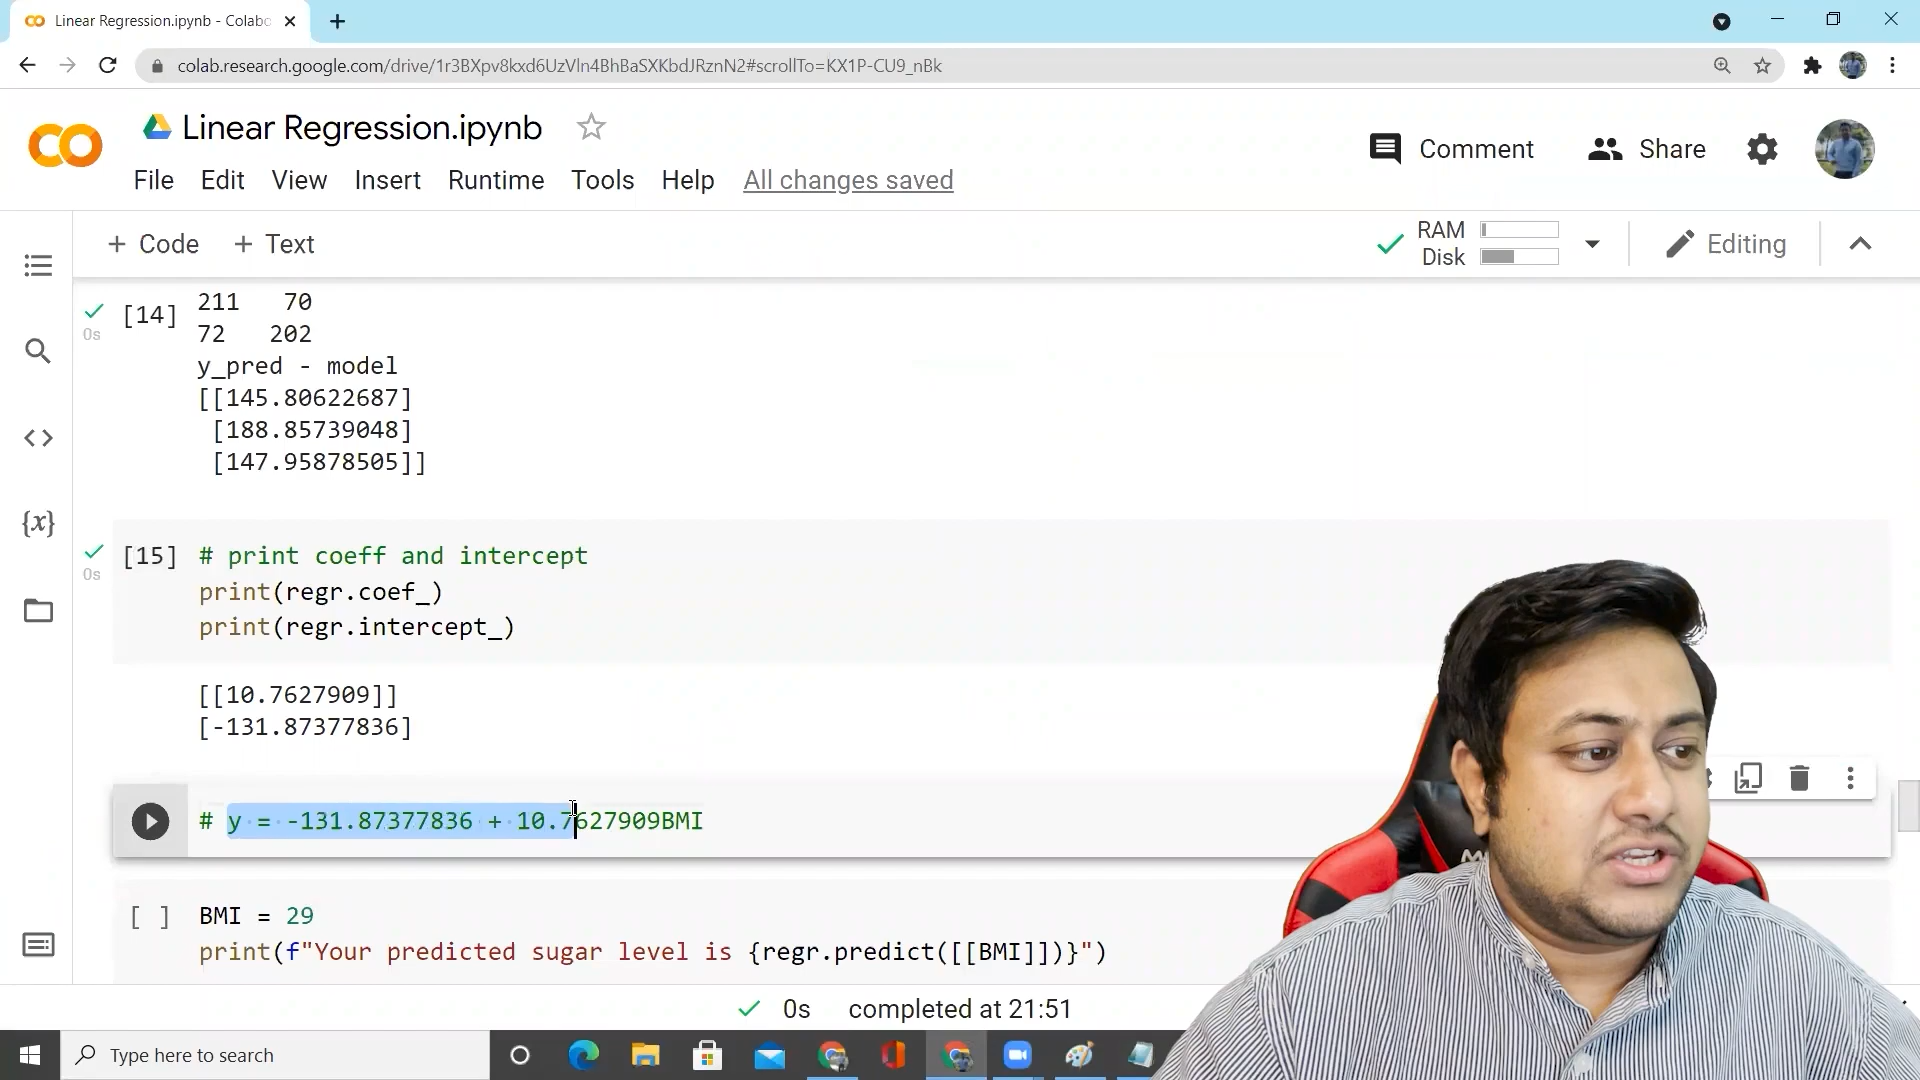 Linear Regression.ipynb - Colabo
colab.research.google.com/drive/1r3BXpv8kxd6UzVln4BhBaSXKbdJRznN2#scrollTo=KX1P-CU9_nBk
Linear Regression.ipynb
Comment
Share
File Edit View Insert Runtime Tools Help All changes saved
+ Code + Text
RAM
Disk
Editing
211 70
[14]
0s
72 202
y_pred - model
[[145.80622687]
[188.85739048]
[147.95878505]]
[15] # print coeff and intercept
0s
print(regr.coef_)
print(regr.intercept_)
[[10.7627909]]
[-131.87377836]
# y = -131.87377836 + 10.7627909BMI
[ ] BMI = 29
print(f"Your predicted sugar level is {regr.predict([[BMI]])}")
0s completed at 21:51
Type here to search